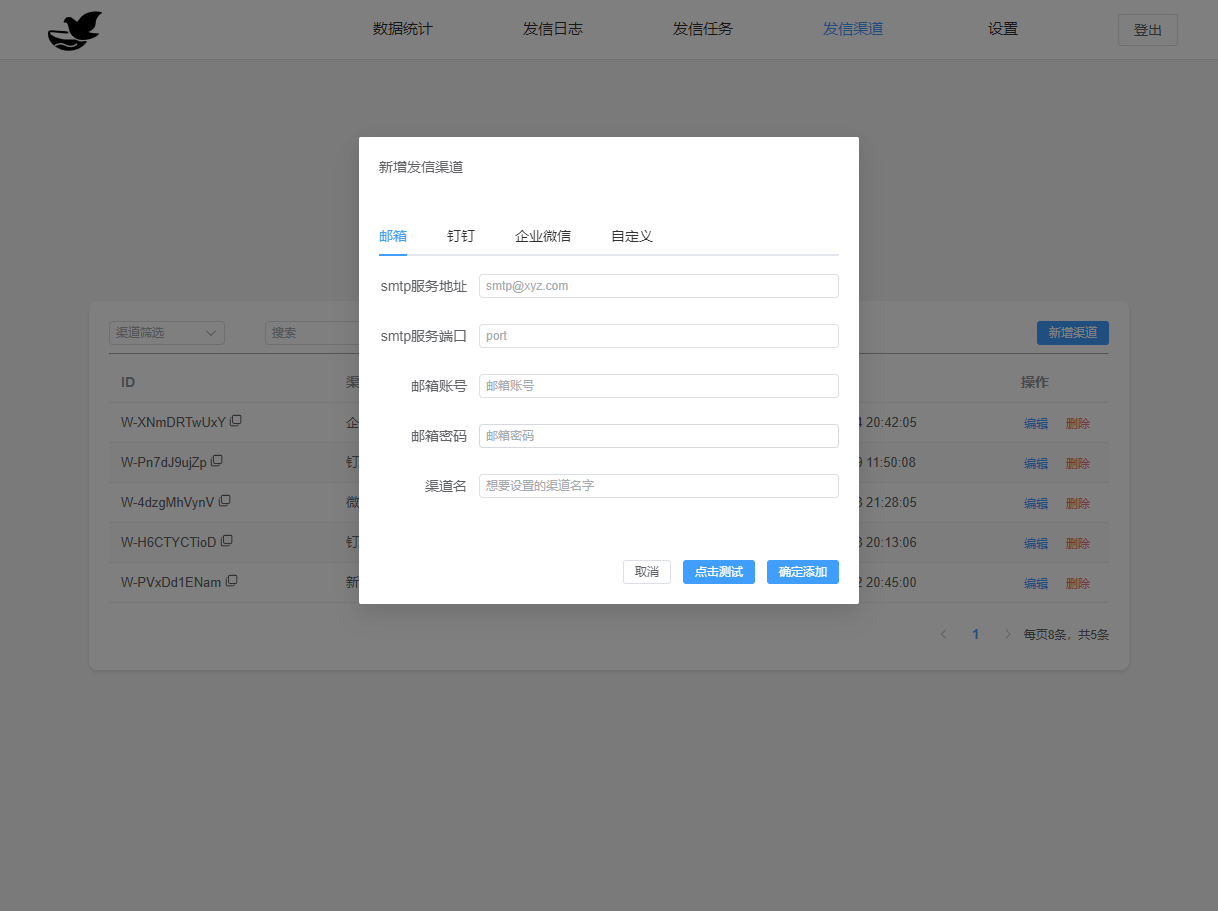 数据统计 发信日志 发信任务 发信渠道 设置 登出
新增发信渠道
邮箱 钉钉 企业微信 自定义
smtp服务地址 smtp@xyz.com
smtp服务端口 port
邮箱账号 邮箱账号
邮箱密码 邮箱密码
渠道名 想要设置的渠道名字
取消 点击测试 确定添加
渠道筛选 搜索 新增渠道
ID 渠 操作
W-XNmDRTwUxY 企 20:42:05 编辑 删除
W-Pn7dJ9ujZp 钉 11:50:08 编辑 删除
W-4dzgMhVynV 微 21:28:05 编辑 删除
W-H6CTYCTioD 钉 20:13:06 编辑 删除
W-PVxDd1ENam 新 20:45:00 编辑 删除
1 每页8条，共5条